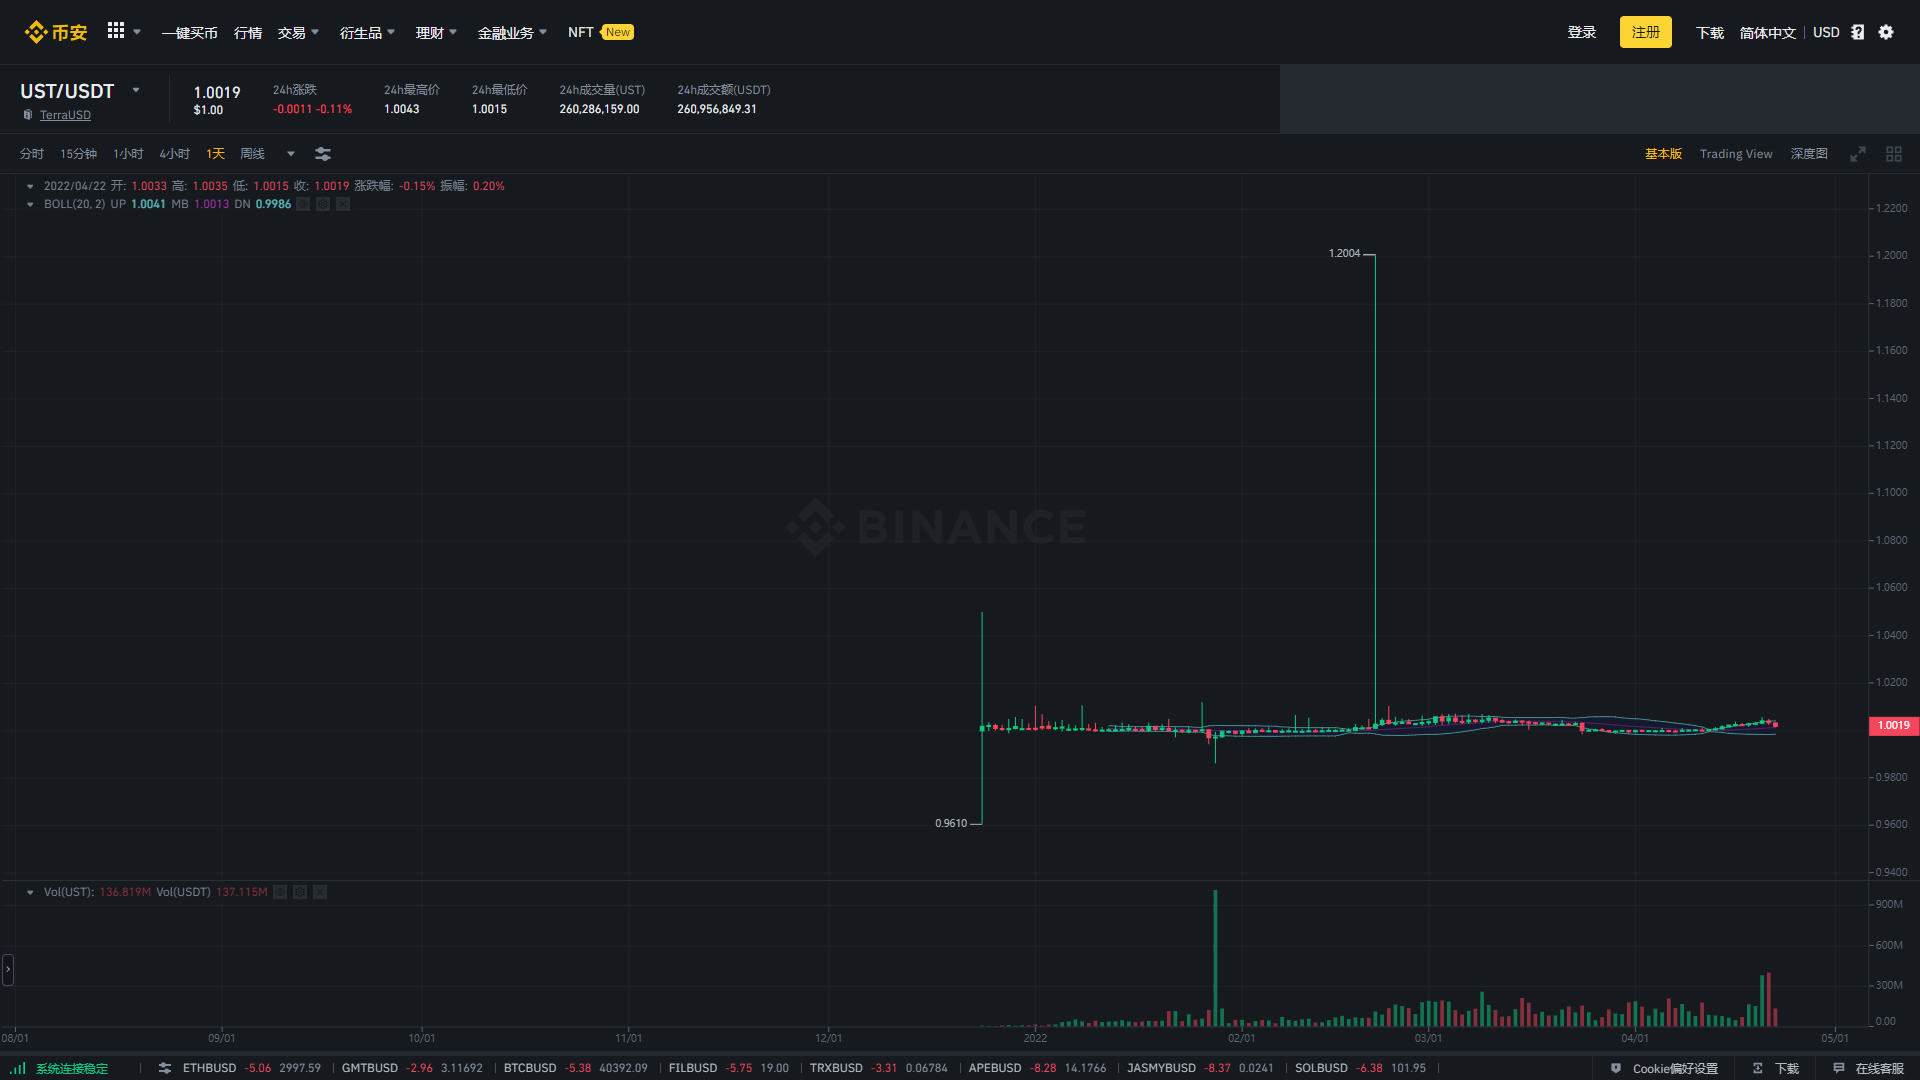 币安 一键买币 行情 交易 衍生品 理财 金融业务 NFT New 登录 注册 下载 简体中文 USD
UST/USDT 1.0019 24h涨跌 24h最高价 24h最低价 24h成交量(UST) 24h成交额(USDT)
TerraUSD $1.00 -0.0011 -0.11% 1.0043 1.0015 260,286,159.00 260,956,849.31
分时 15分钟 1小时 4小时 1天 周线 基本版 Trading View 深度图
2022/04/22 开: 1.0033 高: 1.0035 低: 1.0015 收: 1.0019 涨跌幅: -0.15% 振幅: 0.20%
BOLL(20, 2) UP 1.0041 MB 1.0013 DN 0.9986
1.2200
1.2004
1.2000
1.1800
1.1600
1.1400
1.1200
1.1000
BINANCE
1.0800
1.0600
1.0400
1.0200
1.0019
0.9800
0.9610
0.9600
0.9400
Vol(UST): 136.819M Vol(USDT) 137.115M
900M
600M
300M
0.00
08/01 09/01 10/01 11/01 12/01 2022 02/01 03/01 04/01 05/01
系统连接稳定 ETHBUSD -5.06 2997.59 GMTBUSD -2.96 3.11692 BTCBUSD -5.38 40392.09 FILBUSD -5.75 19.00 TRXBUSD -3.31 0.06784 APEBUSD -8.28 14.1766 JASMYBUSD -8.37 0.0241 SOLBUSD -6.38 101.95 Cookie偏好设置 下载 在线客服